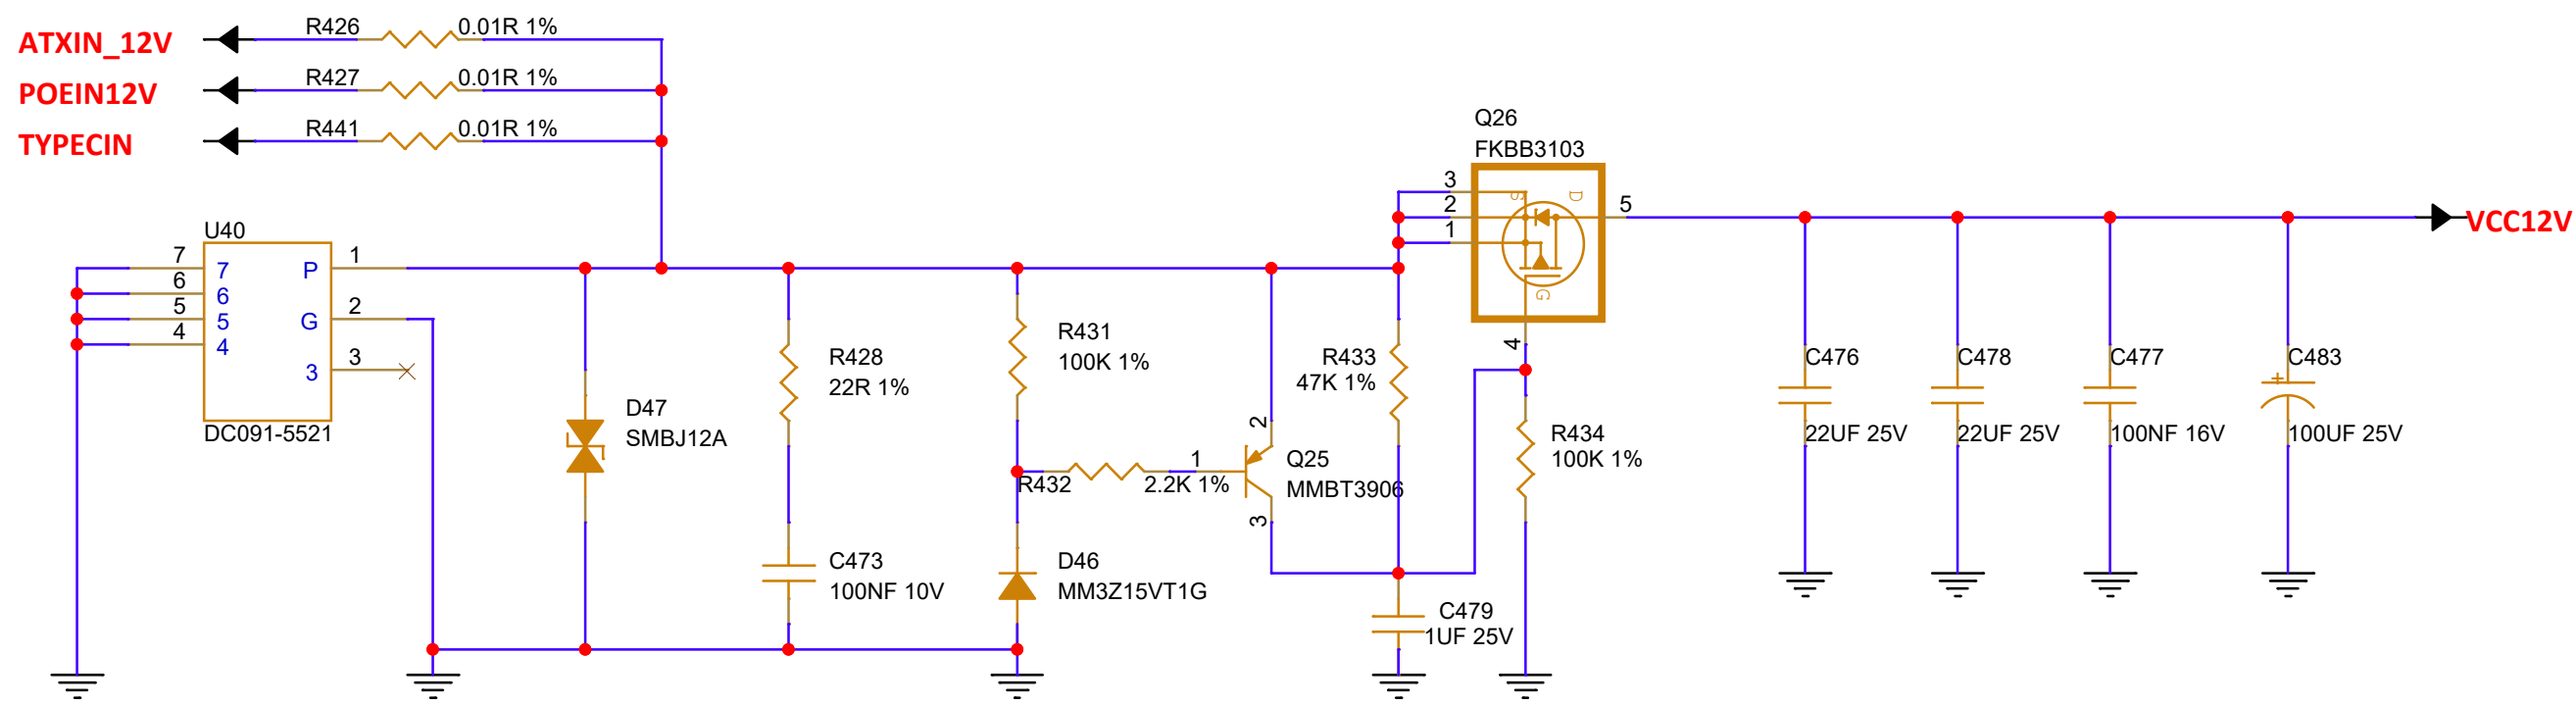 ATXIN_12V
R426
0.01R 1%
POEIN12V
R427
0.01R 1%
TYPECIN
R441
0.01R 1%
U40
7
6
5
4
7
6
5
4
P
G
3
1
2
3
DC091-5521
D47
SMBJ12A
R428
22R 1%
C473
100NF 10V
R431
100K 1%
R432
2.2K 1%
D46
MM3Z15VT1G
1
2
3
Q25
MMBT3906
R433
47K 1%
C479
1UF 25V
Q26
FKBB3103
3
2
1
S
D
G
5
4
R434
100K 1%
C476
22UF 25V
C478
22UF 25V
C477
100NF 16V
C483
+
100UF 25V
VCC12V